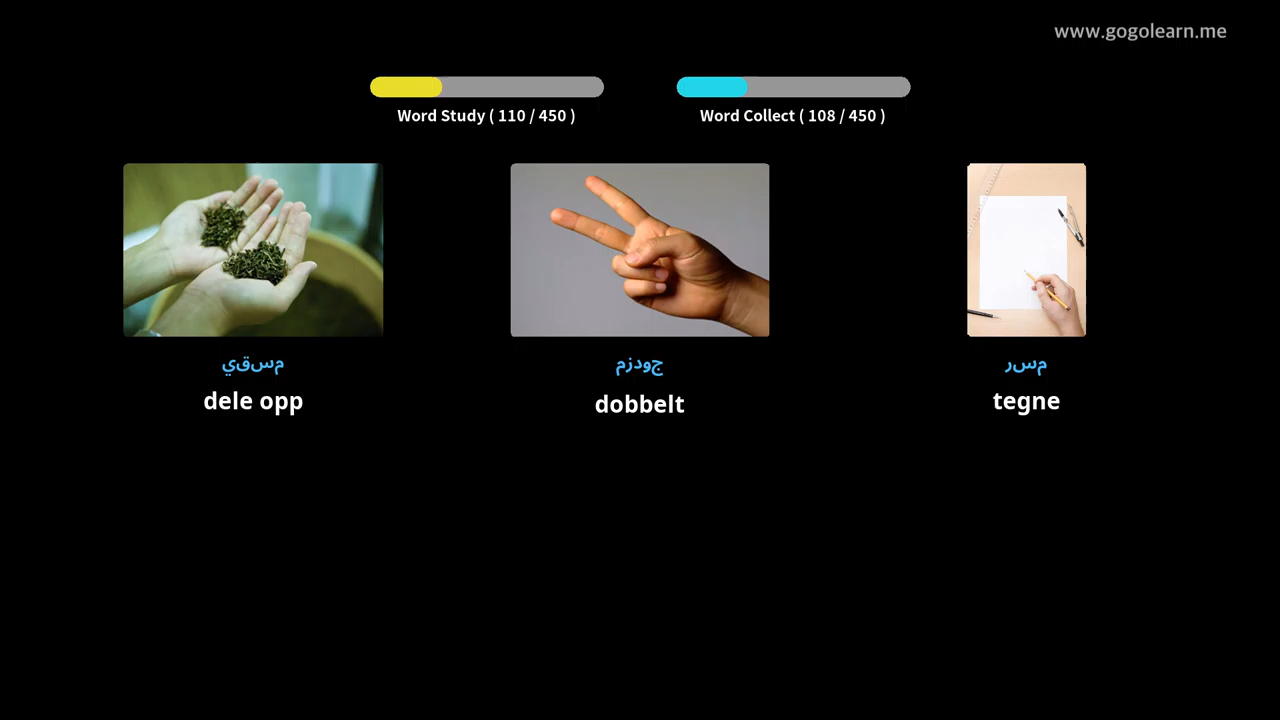 www.gogolearn.me
Word Study ( 110 / 450 )
Word Collect ( 108 / 450 )
مسقي
dele opp
جودزم
dobbelt
مسر
tegne